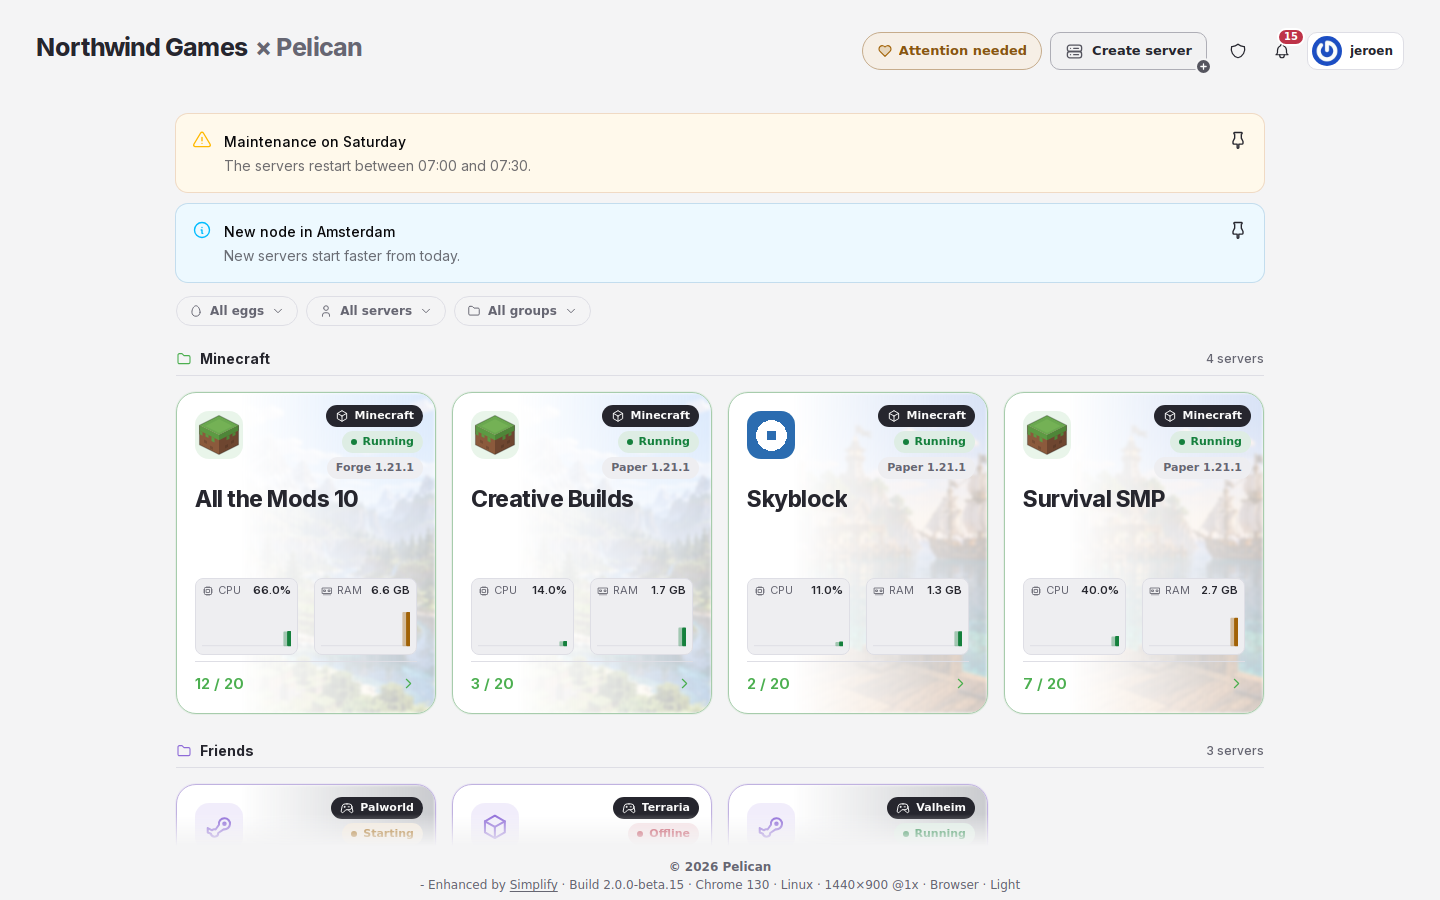 Northwind Games × Pelican
Attention needed
Create server
15
jeroen
Maintenance on Saturday
The servers restart between 07:00 and 07:30.
New node in Amsterdam
New servers start faster from today.
All eggs
All servers
All groups
Minecraft
4 servers
Minecraft
Running
Forge 1.21.1
All the Mods 10
CPU 66.0%
RAM 6.6 GB
12 / 20
Minecraft
Running
Paper 1.21.1
Creative Builds
CPU 14.0%
RAM 1.7 GB
3 / 20
Minecraft
Running
Paper 1.21.1
Skyblock
CPU 11.0%
RAM 1.3 GB
2 / 20
Minecraft
Running
Paper 1.21.1
Survival SMP
CPU 40.0%
RAM 2.7 GB
7 / 20
Friends
3 servers
Palworld
Starting
Terraria
Offline
Valheim
Running
© 2026 Pelican
- Enhanced by Simplify · Build 2.0.0-beta.15 · Chrome 130 · Linux · 1440×900 @1x · Browser · Light